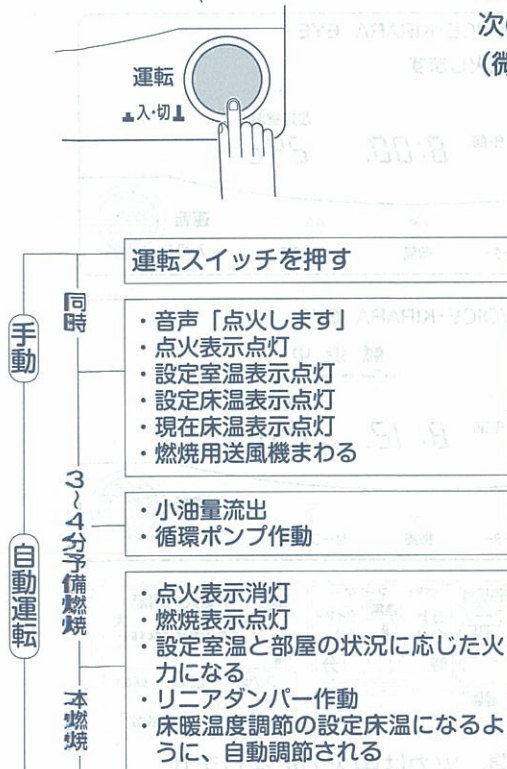 次の
(微
運転
入・切
運転スイッチを押す
同時
手動
・音声「点火します」
・点火表示点灯
・設定室温表示点灯
・設定床温表示点灯
・現在床温表示点灯
・燃焼用送風機まわる
3～4分予備燃焼
・小油量流出
・循環ポンプ作動
自動運転
・点火表示消灯
・燃焼表示点灯
・設定室温と部屋の状況に応じた火
力になる
・リニアダンパー作動
・床暖温度調節の設定床温になるよ
うに、自動調節される
本燃焼